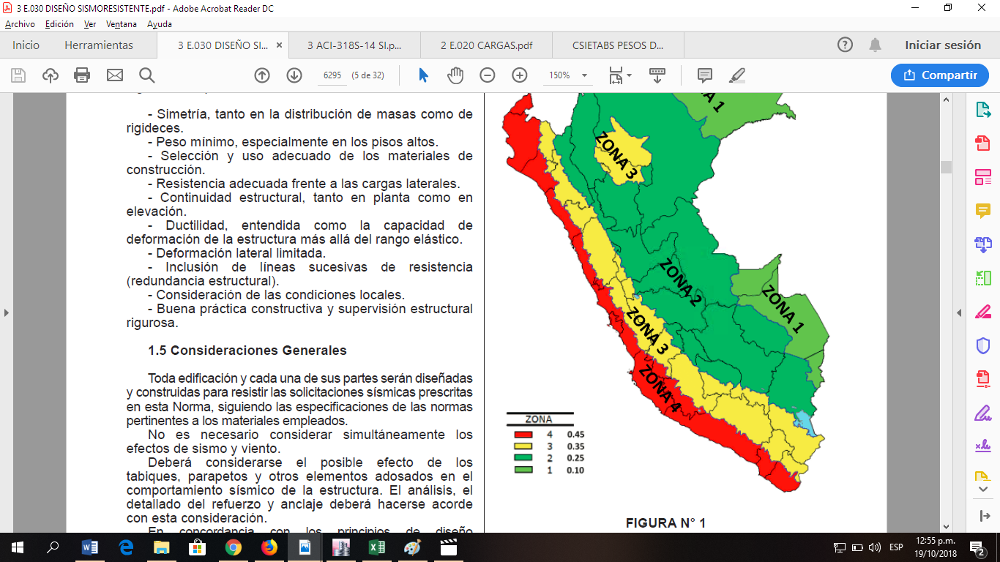 3 E.030 DISEÑO SISMORESISTENTE.pdf - Adobe Acrobat Reader DC
Archivo Edición Ver Ventana Ayuda
Inicio Herramientas 3 E.030 DISEÑO SI... × 3 ACI-318S-14 SI.p... 2 E.020 CARGAS.pdf CSIETABS PESOS D... Iniciar sesión
6295 (5 de 32) 150% Compartir
- Simetría, tanto en la distribución de masas como de
rigideces.
- Peso mínimo, especialmente en los pisos altos.
- Selección y uso adecuado de los materiales de
construcción.
- Resistencia adecuada frente a las cargas laterales.
- Continuidad estructural, tanto en planta como en
elevación.
- Ductilidad, entendida como la capacidad de
deformación de la estructura más allá del rango elástico.
- Deformación lateral limitada.
- Inclusión de líneas sucesivas de resistencia
(redundancia estructural).
- Consideración de las condiciones locales.
- Buena práctica constructiva y supervisión estructural
rigurosa.
1.5 Consideraciones Generales
Toda edificación y cada una de sus partes serán diseñadas
y construidas para resistir las solicitaciones sísmicas prescritas
en esta Norma, siguiendo las especificaciones de las normas
pertinentes a los materiales empleados.
No es necesario considerar simultáneamente los
efectos de sismo y viento.
Deberá considerarse el posible efecto de los
tabiques, parapetos y otros elementos adosados en el
comportamiento sísmico de la estructura. El análisis, el
detallado del refuerzo y anclaje deberá hacerse acorde
con esta consideración.
En concordancia con los principios de diseño
NA 1
ZONA 3
ZONA 2
ZONA 1
ZONA 3
ZONA 4
ZONA
4 0.45
3 0.35
2 0.25
1 0.10
FIGURA N° 1
ESP
12:55 p.m.
19/10/2018
2